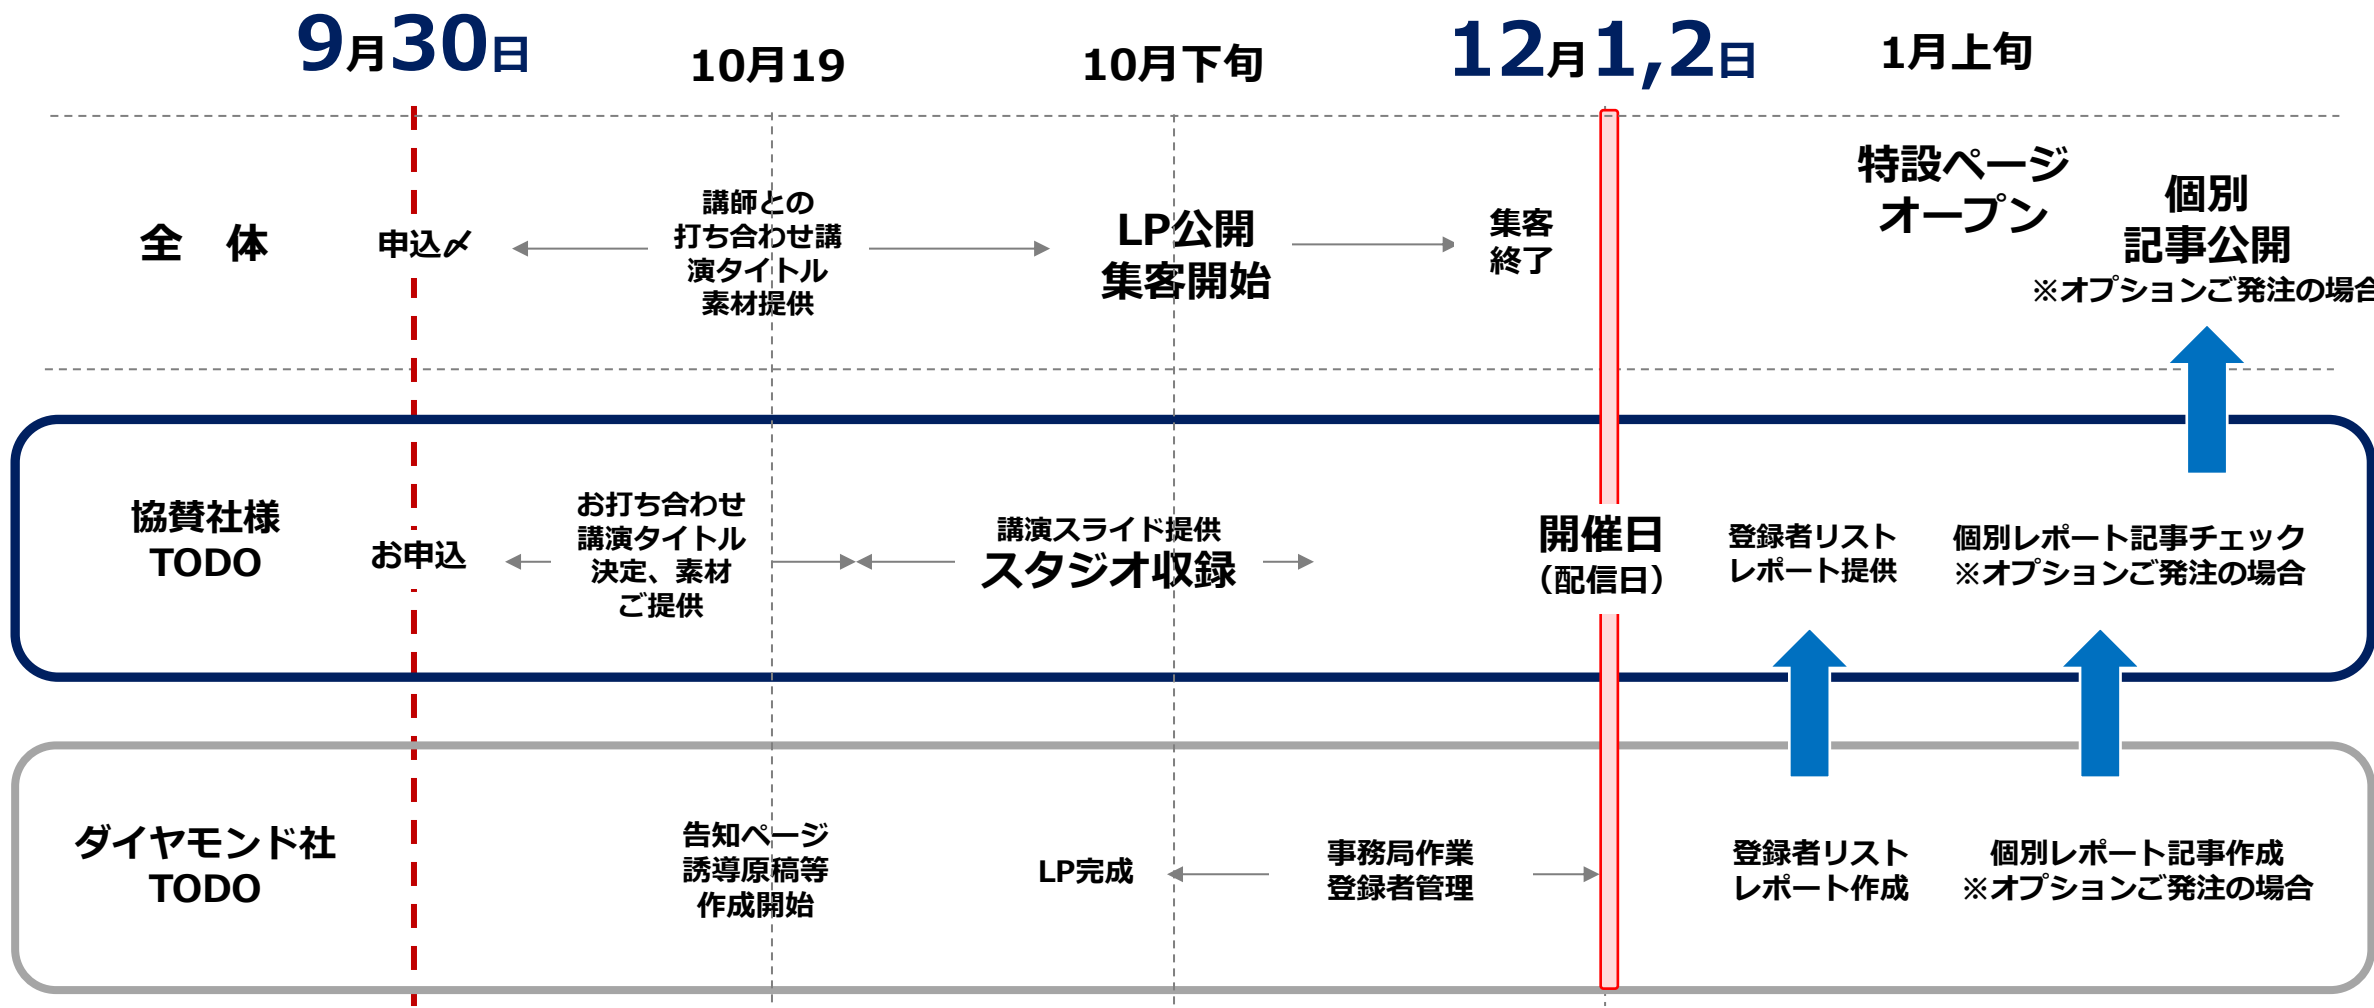 9月30日
10月19
10月下旬
12月1,2日
1月上旬
全　体
申込〆
講師との
打ち合わせ講
演タイトル
素材提供
LP公開
集客開始
集客
終了
特設ページ
オープン
個別
記事公開
※オプションご発注の場合
協賛社様
TODO
お申込
お打ち合わせ
講演タイトル
決定、素材
ご提供
講演スライド提供
スタジオ収録
開催日
（配信日）
登録者リスト
レポート提供
個別レポート記事チェック
※オプションご発注の場合
ダイヤモンド社
TODO
告知ページ
誘導原稿等
作成開始
LP完成
事務局作業
登録者管理
登録者リスト
レポート作成
個別レポート記事作成
※オプションご発注の場合